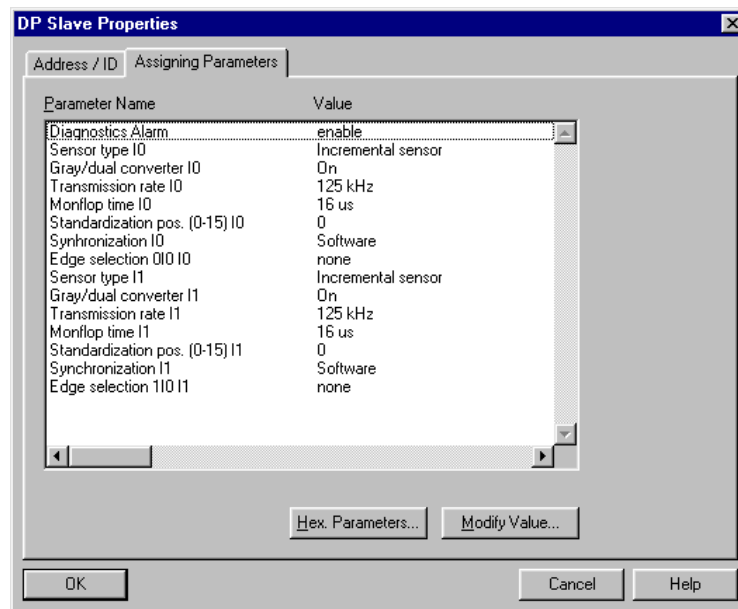 DP Slave Properties
Address / ID Assigning Parameters
Parameter Name Value
Diagnostics Alarm enable
Sensor type I0 Incremental sensor
Gray/dual converter I0 On
Transmission rate I0 125 kHz
Monflop time I0 16 us
Standardization pos. (0-15) I0 0
Synhronization I0 Software
Edge selection 0I0 I0 none
Sensor type I1 Incremental sensor
Gray/dual converter I1 On
Transmission rate I1 125 kHz
Monflop time I1 16 us
Standardization pos. (0-15) I1 0
Synchronization I1 Software
Edge selection 1I0 I1 none
Hex. Parameters... Modify Value...
OK Cancel Help